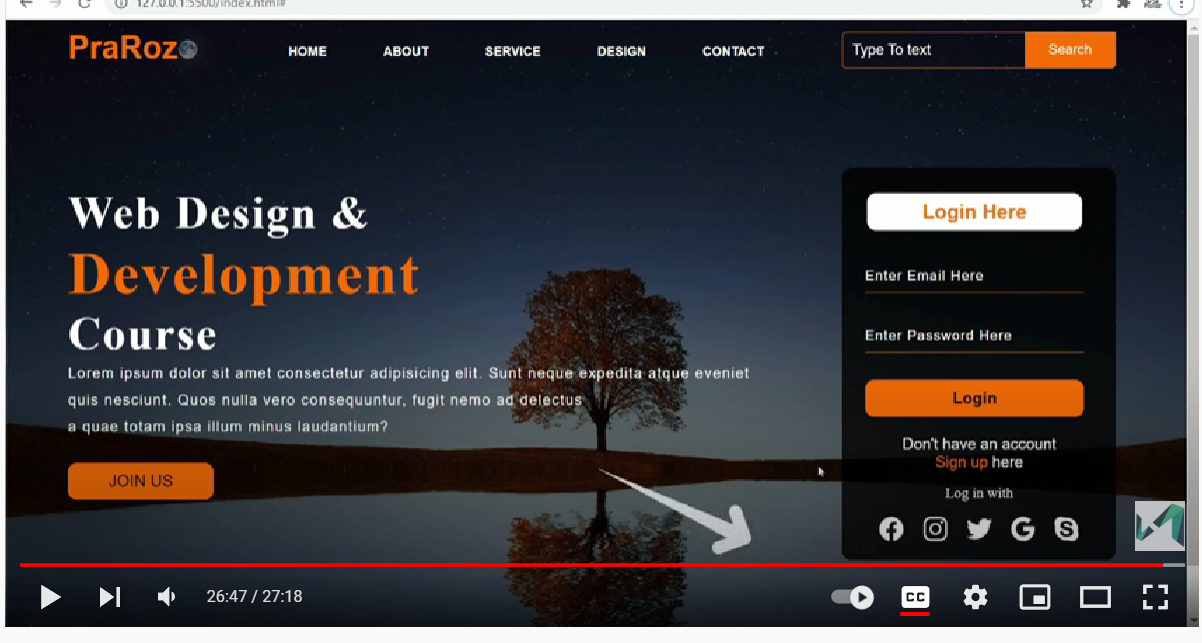 127.0.0.1:5500/index.html#
PraRoz
HOME
ABOUT
SERVICE
DESIGN
CONTACT
Type To text
Search
Web Design &
Development
Course
Lorem ipsum dolor sit amet consectetur adipisicing elit. Sunt neque expedita atque eveniet
quis nesciunt. Quos nulla vero consequuntur, fugit nemo ad delectus
a quae totam ipsa illum minus laudantium?
JOIN US
Login Here
Enter Email Here
Enter Password Here
Login
Don't have an account
Sign up here
Log in with
26:47 / 27:18
CC